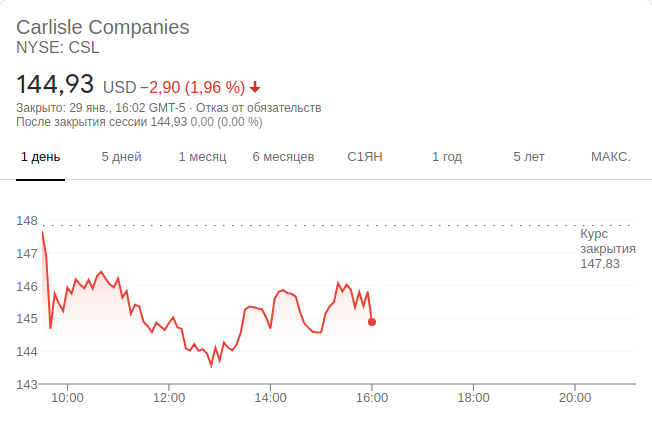 Carlisle Companies
NYSE: CSL
144,93 USD −2,90 (1,96 %)
Закрыто: 29 янв., 16:02 GMT-5 · Отказ от обязательств
После закрытия сессии 144,93 0,00 (0,00 %)
1 день 5 дней 1 месяц 6 месяцев С1ЯН 1 год 5 лет МАКС.
148
Курс
закрытия
147,83
147
146
145
144
143
10:00 12:00 14:00 16:00 18:00 20:00